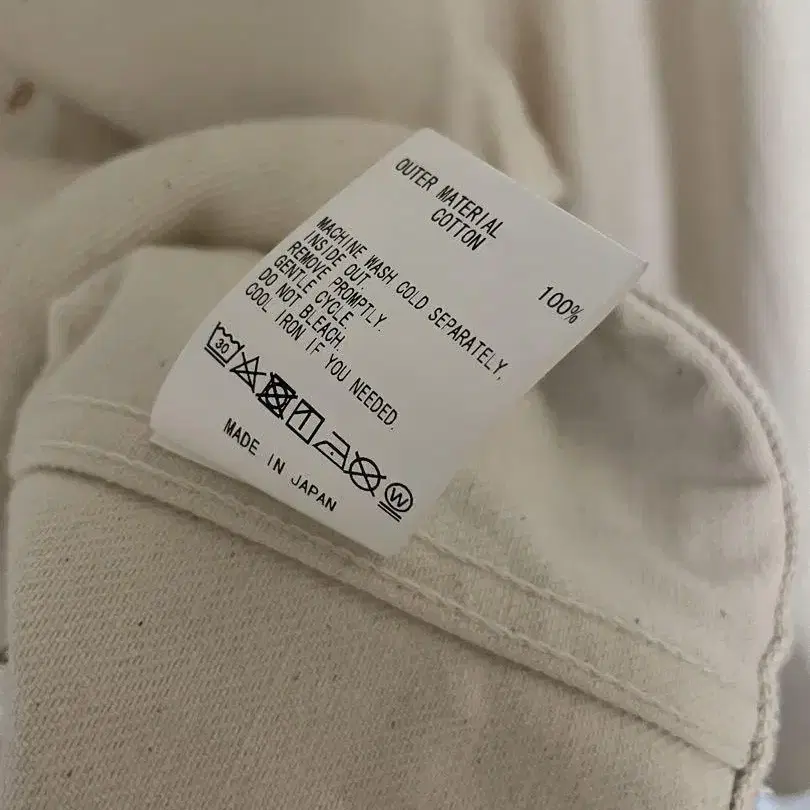 OUTER MATERIAL
COTTON 100%
MACHINE WASH COLD SEPARATELY,
INSIDE OUT,
REMOVE PROMPTLY.
GENTLE CYCLE.
DO NOT BLEACH.
COOL IRON IF YOU NEEDED.
30
W
MADE IN JAPAN